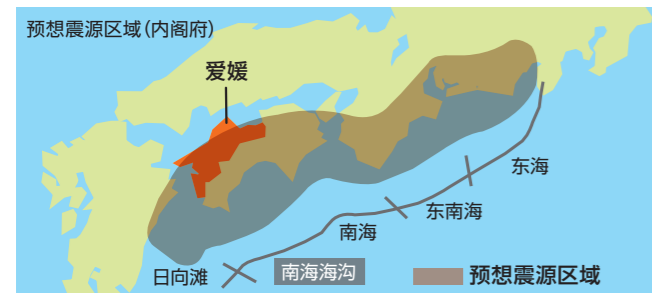 预想震源区域(内阁府)
爱媛
东海
东南海
南海
日向滩
南海海沟
预想震源区域